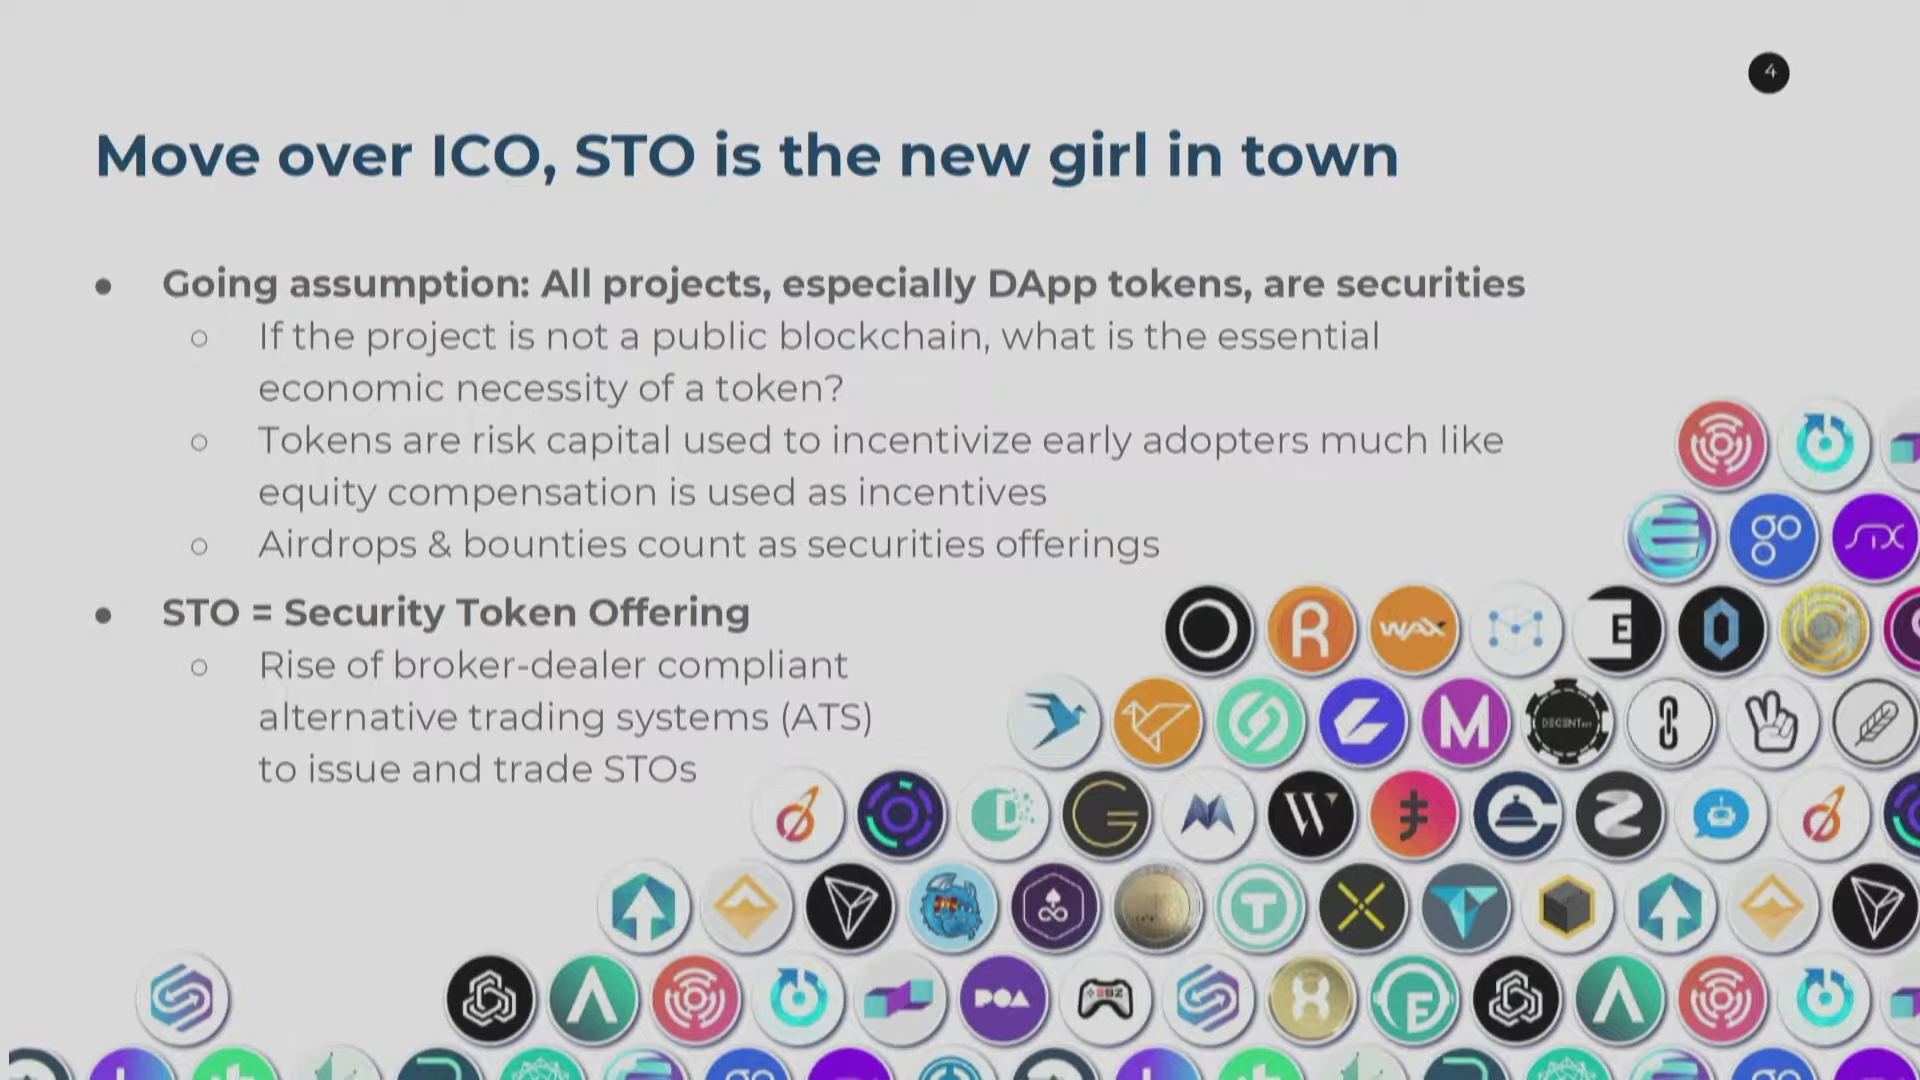 4
Move over ICO, STO is the new girl in town
● Going assumption: All projects, especially DApp tokens, are securities
○ If the project is not a public blockchain, what is the essential
economic necessity of a token?
○ Tokens are risk capital used to incentivize early adopters much like
equity compensation is used as incentives
○ Airdrops & bounties count as securities offerings
● STO = Security Token Offering
○ Rise of broker-dealer compliant
alternative trading systems (ATS)
to issue and trade STOs
go
R
WAX
E
M
DECENT
D
G
W
T
POA
F